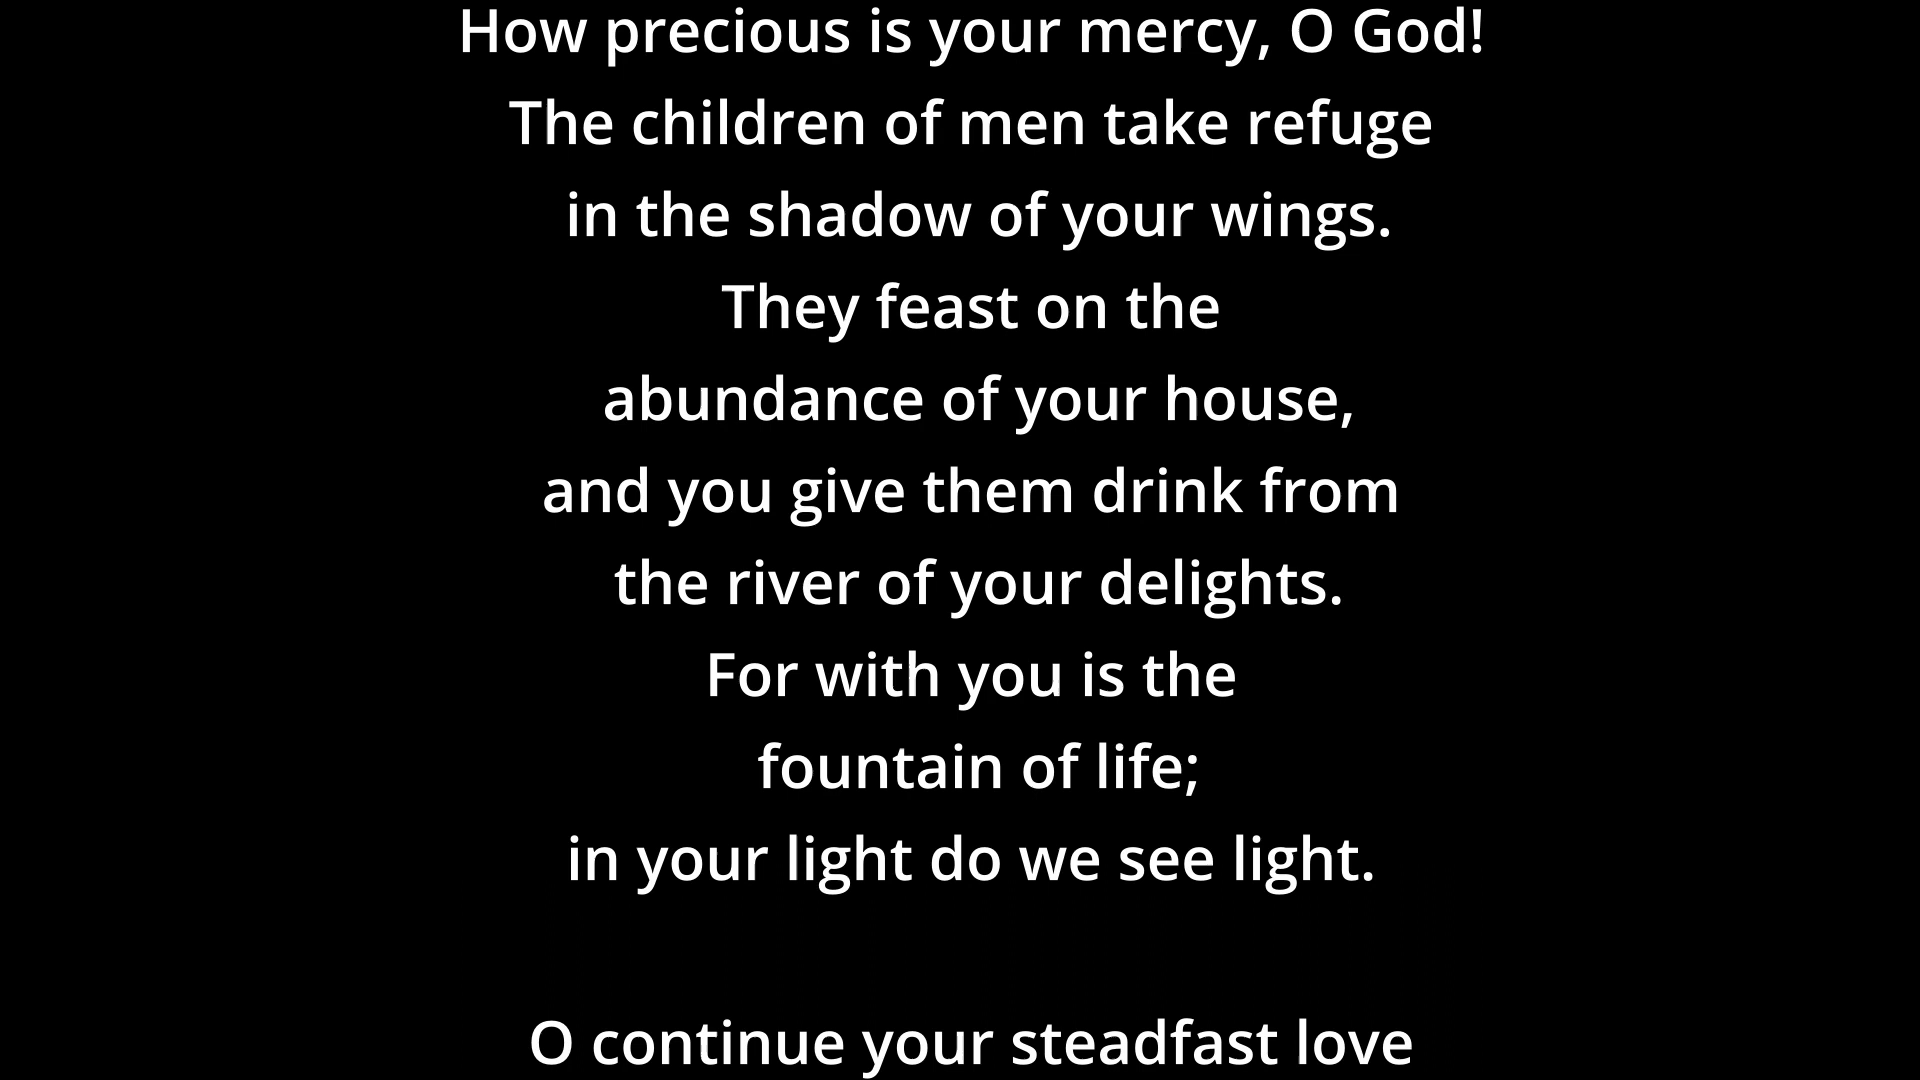 How precious is your mercy, O God!
The children of men take refuge
in the shadow of your wings.
They feast on the
abundance of your house,
and you give them drink from
the river of your delights.
For with you is the
fountain of life;
in your light do we see light.
O continue your steadfast love